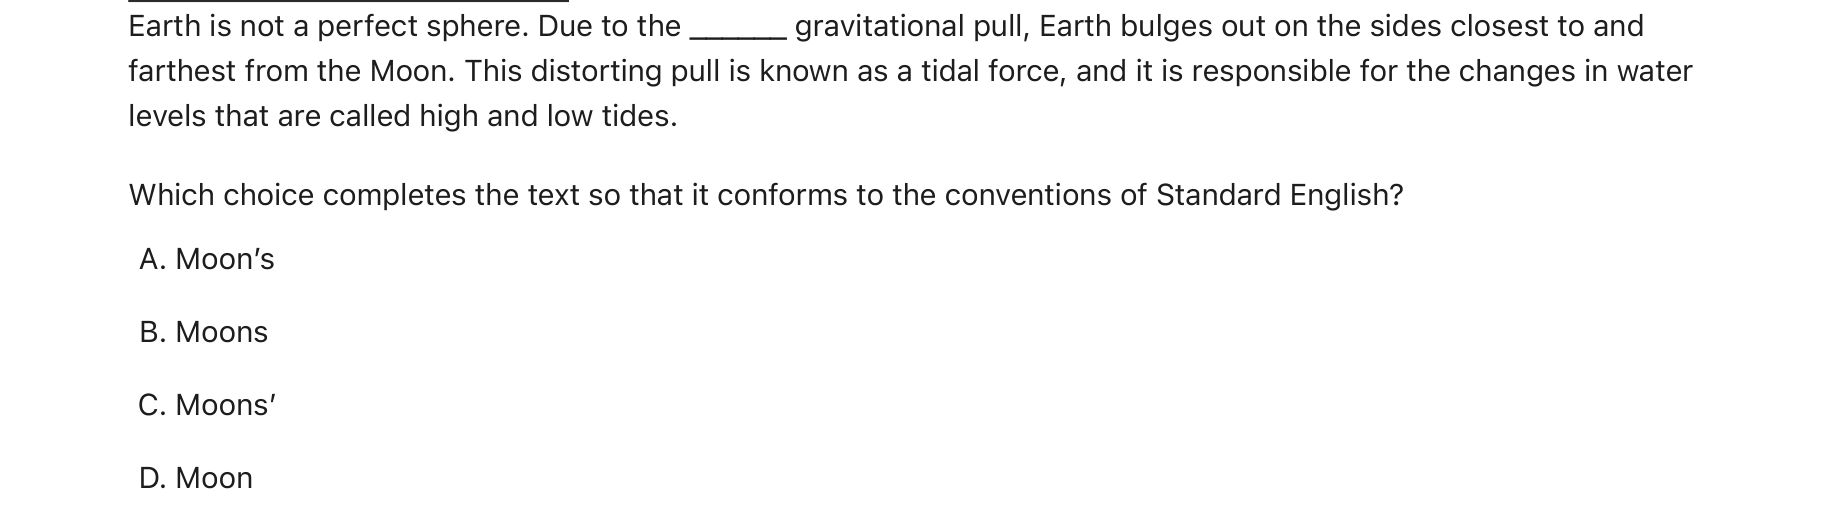 Earth is not a perfect sphere. Due to the ______ gravitational pull, Earth bulges out on the sides closest to and
farthest from the Moon. This distorting pull is known as a tidal force, and it is responsible for the changes in water
levels that are called high and low tides.
Which choice completes the text so that it conforms to the conventions of Standard English?
A. Moon’s
B. Moons
C. Moons’
D. Moon